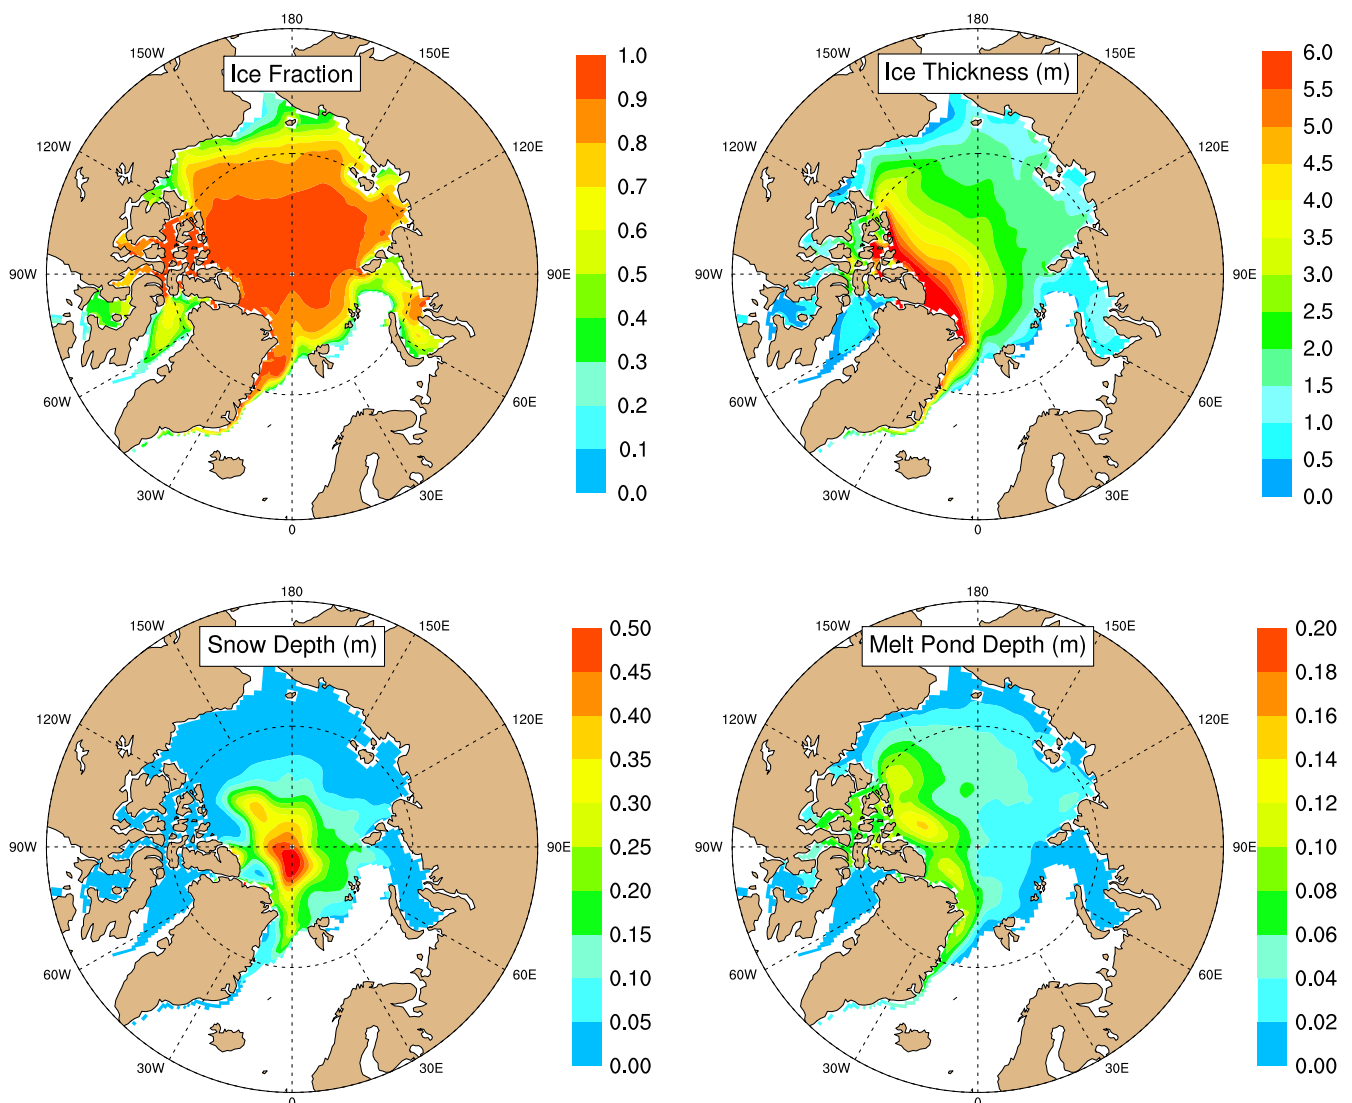 180
150W
150E
Ice Fraction
120W
120E
90W
90E
60W
60E
30W
30E
0
1.0
0.9
0.8
0.7
0.6
0.5
0.4
0.3
0.2
0.1
0.0
180
150W
150E
Ice Thickness (m)
120W
120E
90W
90E
60W
60E
30W
30E
0
6.0
5.5
5.0
4.5
4.0
3.5
3.0
2.5
2.0
1.5
1.0
0.5
0.0
180
150W
150E
Snow Depth (m)
120W
120E
90W
90E
60W
60E
30W
30E
0
0.50
0.45
0.40
0.35
0.30
0.25
0.20
0.15
0.10
0.05
0.00
180
150W
150E
Melt Pond Depth (m)
120W
120E
90W
90E
60W
60E
30W
30E
0
0.20
0.18
0.16
0.14
0.12
0.10
0.08
0.06
0.04
0.02
0.00